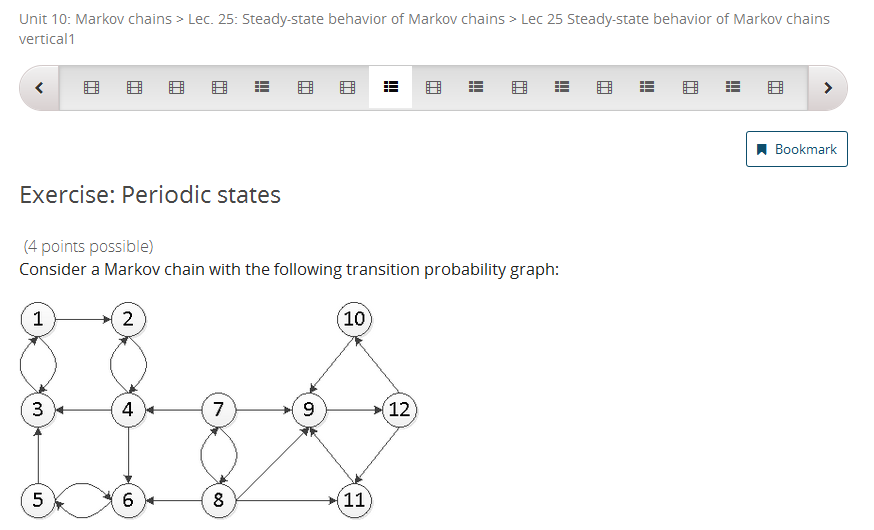 Unit 10: Markov chains > Lec. 25: Steady-state behavior of Markov chains > Lec 25 Steady-state behavior of Markov chains
vertical1
Bookmark
Exercise: Periodic states
(4 points possible)
Consider a Markov chain with the following transition probability graph:
1 2 10
3 4 7 9 12
5 6 8 11